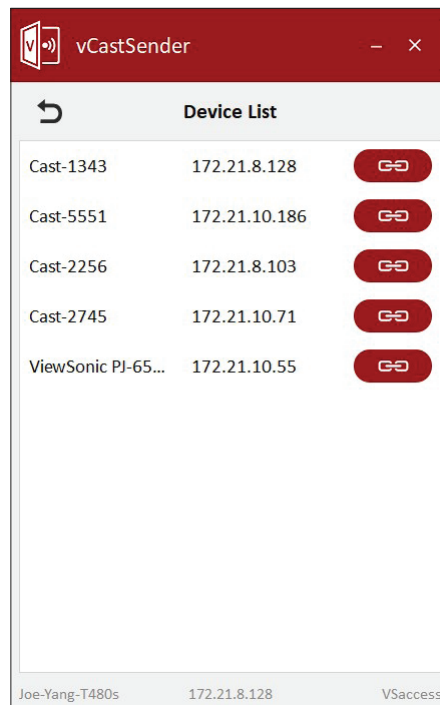 V vCastSender
Device List
Cast-1343 172.21.8.128
Cast-5551 172.21.10.186
Cast-2256 172.21.8.103
Cast-2745 172.21.10.71
ViewSonic PJ-65... 172.21.10.55
Joe-Yang-T480s 172.21.8.128 VSaccess